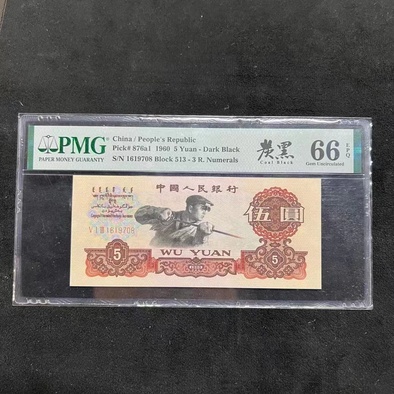 PMG
PAPER MONEY GUARANTY
China / People's Republic
Pick# 876a1 1960 5 Yuan - Dark Black
S/N 1619708 Block 513 - 3 R. Numerals
炭黑
Coal Black
66 EPQ
Gem Uncirculated
中國人民銀行
伍圓
1619708
WU YUAN
5
5